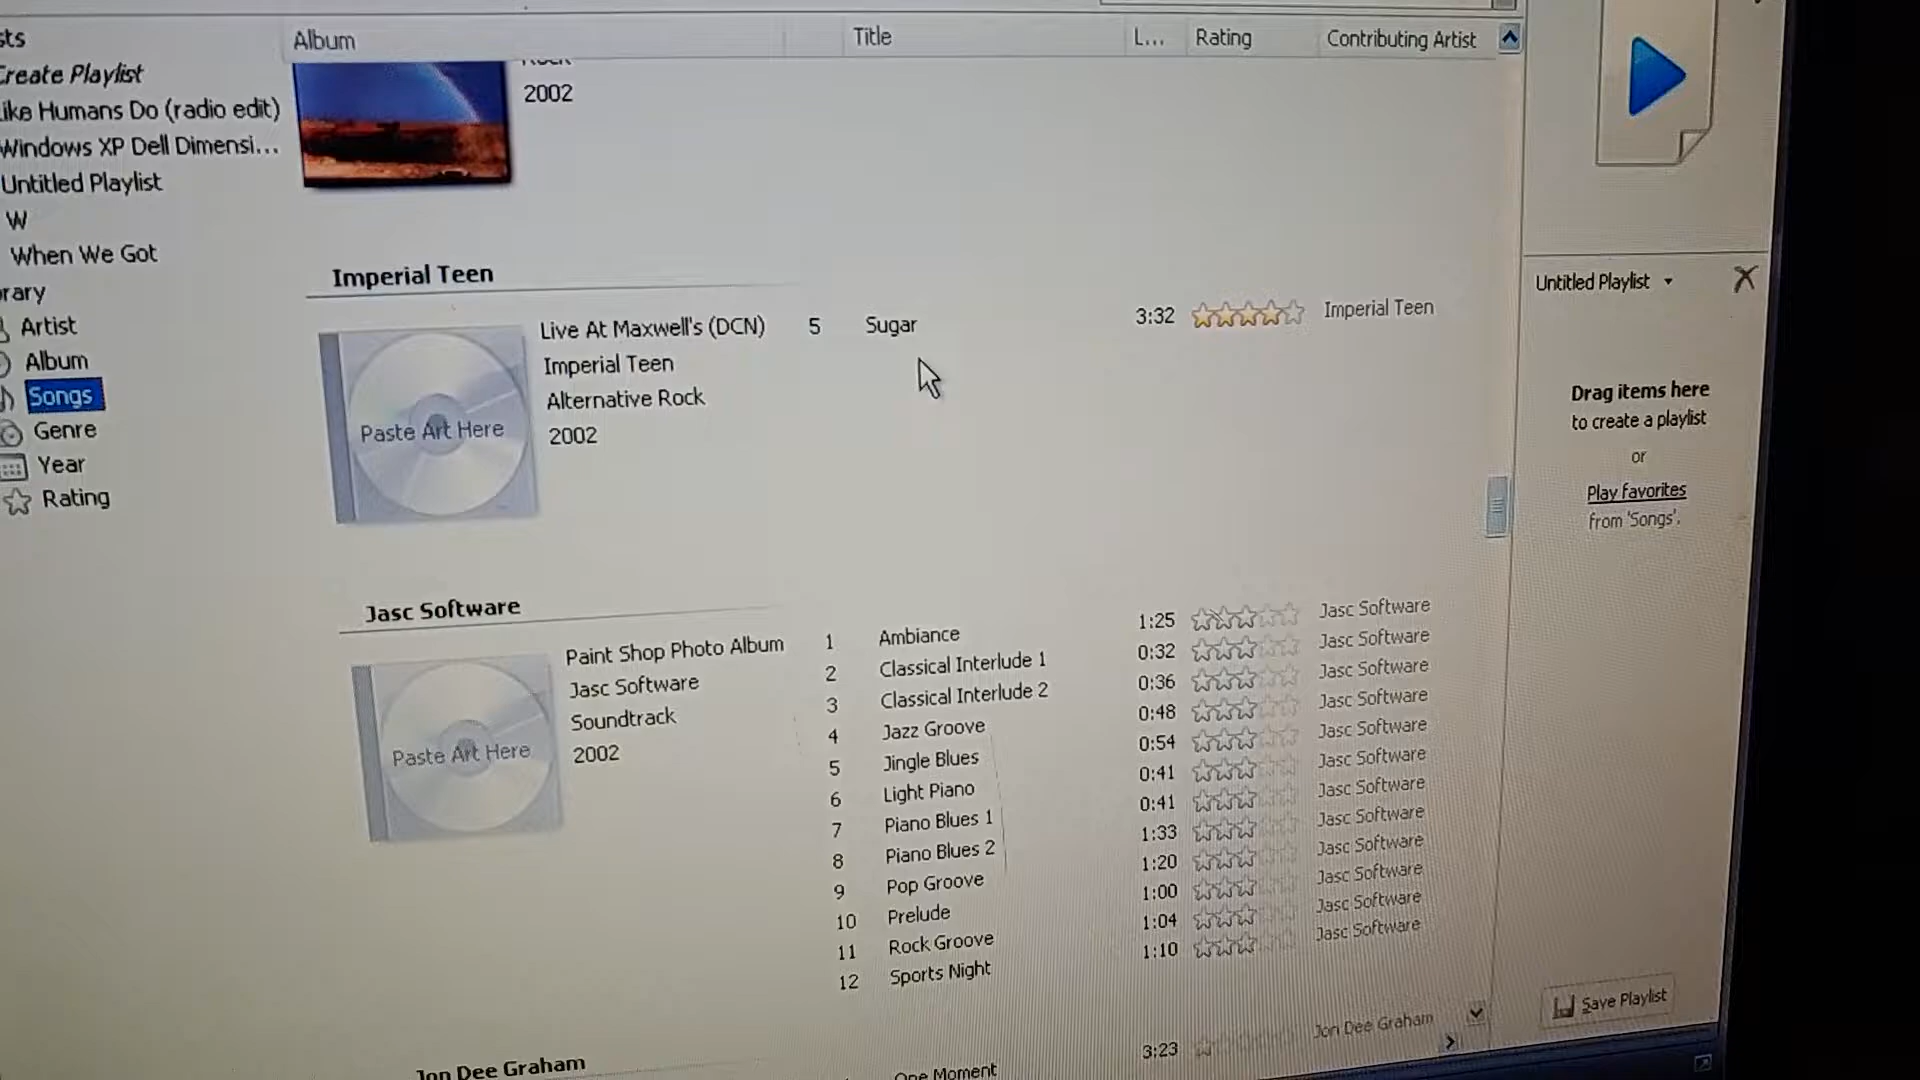 Album Title L... Rating Contributing Artist
Create Playlist
Like Humans Do (radio edit)
Windows XP Dell Dimensi...
Untitled Playlist
W
When We Got
Artist
Album
Songs
Genre
Year
Rating
2002
Imperial Teen
Live At Maxwell's (DCN) 5 Sugar 3:32 Imperial Teen
Imperial Teen
Alternative Rock
2002
Paste Art Here
Jasc Software
Paint Shop Photo Album
Jasc Software
Soundtrack
2002
Paste Art Here
1 Ambiance 1:25 Jasc Software
2 Classical Interlude 1 0:32 Jasc Software
3 Classical Interlude 2 0:36 Jasc Software
4 Jazz Groove 0:48 Jasc Software
5 Jingle Blues 0:54 Jasc Software
6 Light Piano 0:41 Jasc Software
7 Piano Blues 1 0:41 Jasc Software
8 Piano Blues 2 1:33 Jasc Software
9 Pop Groove 1:20 Jasc Software
10 Prelude 1:00 Jasc Software
11 Rock Groove 1:04 Jasc Software
12 Sports Night 1:10 Jasc Software
Jon Dee Graham
One Moment 3:23 Jon Dee Graham
Untitled Playlist
Drag items here
to create a playlist
or
Play favorites
from 'Songs'.
Save Playlist